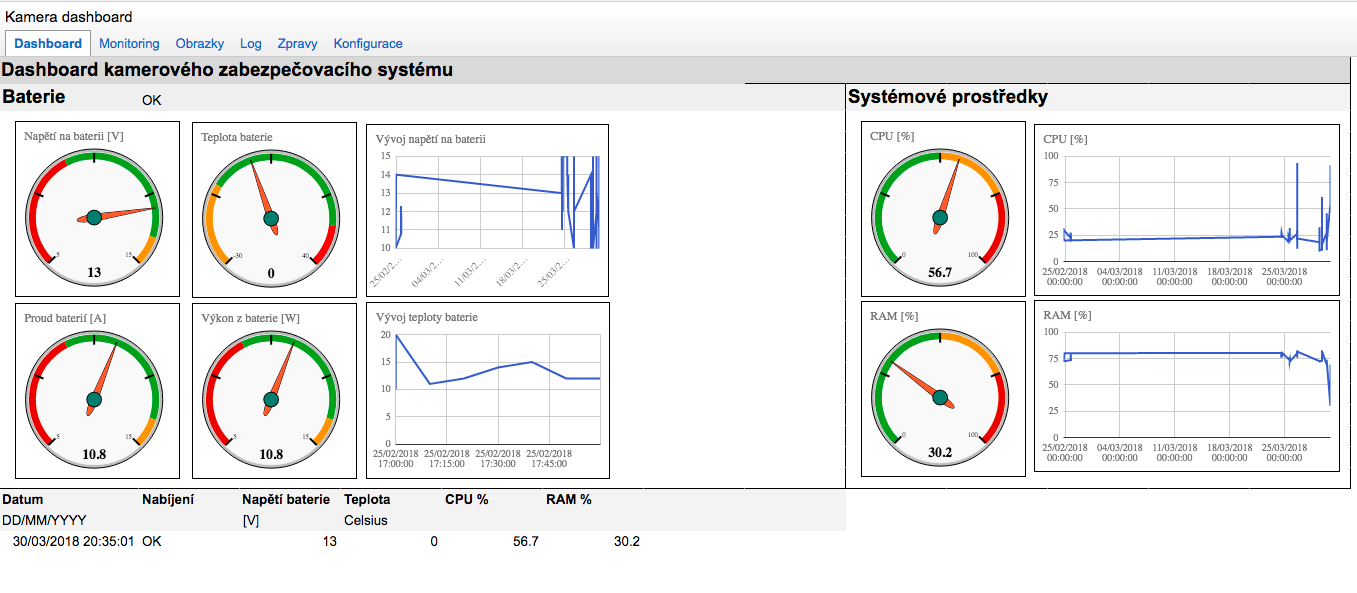 Kamera dashboard
Dashboard Monitoring Obrazky Log Zpravy Konfigurace
Dashboard kamerového zabezpečovacího systému
Baterie OK
Napětí na baterii [V]
5 15
13
Teplota baterie
-30 40
0
Vývoj napětí na baterii
15
14
13
12
11
10
25/02/2… 04/03/2… 11/03/2… 18/03/2… 25/03/2…
Proud baterií [A]
5 15
10.8
Výkon z baterie [W]
5 15
10.8
Vývoj teploty baterie
20
15
10
5
0
25/02/2018 25/02/2018 25/02/2018 25/02/2018
17:00:00 17:15:00 17:30:00 17:45:00
Systémové prostředky
CPU [%]
0 100
56.7
CPU [%]
100
75
50
25
0
25/02/2018 04/03/2018 11/03/2018 18/03/2018 25/03/2018
00:00:00 00:00:00 00:00:00 00:00:00 00:00:00
RAM [%]
0 100
30.2
RAM [%]
100
75
50
25
0
25/02/2018 04/03/2018 11/03/2018 18/03/2018 25/03/2018
00:00:00 00:00:00 00:00:00 00:00:00 00:00:00
Datum Nabíjení Napětí baterie Teplota CPU % RAM %
DD/MM/YYYY [V] Celsius
30/03/2018 20:35:01 OK 13 0 56.7 30.2